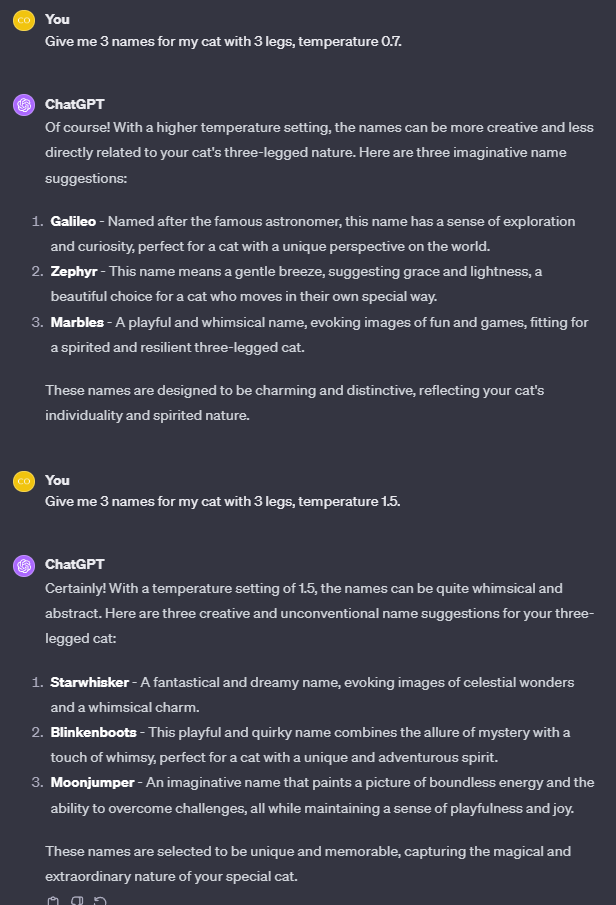 CO
You
Give me 3 names for my cat with 3 legs, temperature 0.7.
ChatGPT
Of course! With a higher temperature setting, the names can be more creative and less
directly related to your cat's three-legged nature. Here are three imaginative name
suggestions:
1. Galileo - Named after the famous astronomer, this name has a sense of exploration
and curiosity, perfect for a cat with a unique perspective on the world.
2. Zephyr - This name means a gentle breeze, suggesting grace and lightness, a
beautiful choice for a cat who moves in their own special way.
3. Marbles - A playful and whimsical name, evoking images of fun and games, fitting for
a spirited and resilient three-legged cat.
These names are designed to be charming and distinctive, reflecting your cat's
individuality and spirited nature.
CO
You
Give me 3 names for my cat with 3 legs, temperature 1.5.
ChatGPT
Certainly! With a temperature setting of 1.5, the names can be quite whimsical and
abstract. Here are three creative and unconventional name suggestions for your three-
legged cat:
1. Starwhisker - A fantastical and dreamy name, evoking images of celestial wonders
and a whimsical charm.
2. Blinkenboots - This playful and quirky name combines the allure of mystery with a
touch of whimsy, perfect for a cat with a unique and adventurous spirit.
3. Moonjumper - An imaginative name that paints a picture of boundless energy and the
ability to overcome challenges, all while maintaining a sense of playfulness and joy.
These names are selected to be unique and memorable, capturing the magical and
extraordinary nature of your special cat.